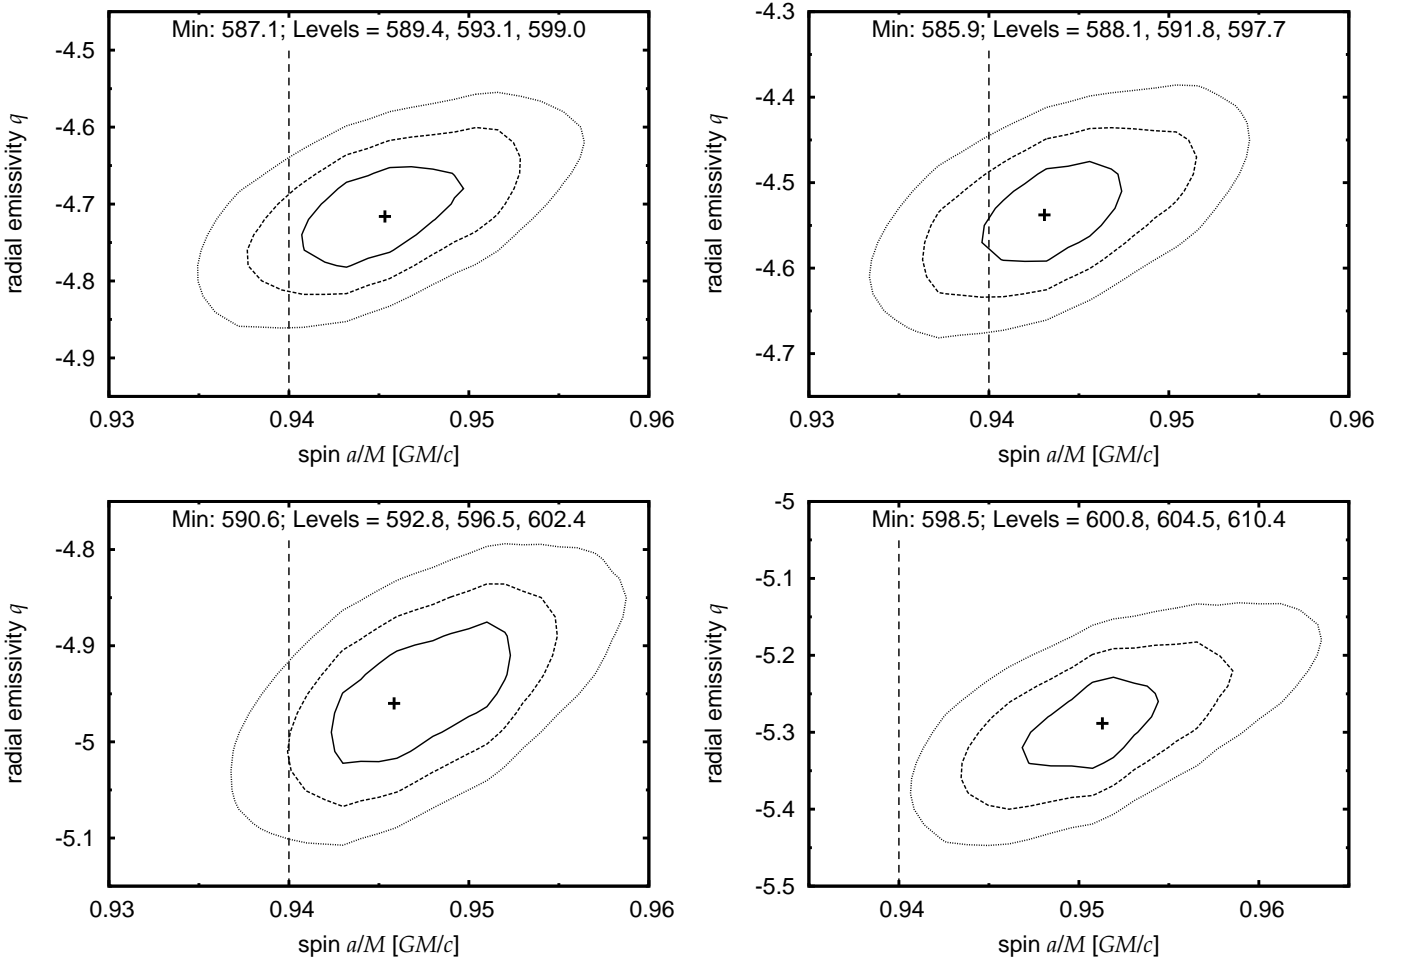 Min: 587.1; Levels = 589.4, 593.1, 599.0
-4.5
-4.6
-4.7
-4.8
-4.9
0.93 0.94 0.95 0.96
radial emissivity q
spin a/M [GM/c]
Min: 585.9; Levels = 588.1, 591.8, 597.7
-4.3
-4.4
-4.5
-4.6
-4.7
0.93 0.94 0.95 0.96
radial emissivity q
spin a/M [GM/c]
Min: 590.6; Levels = 592.8, 596.5, 602.4
-4.8
-4.9
-5
-5.1
0.93 0.94 0.95 0.96
radial emissivity q
spin a/M [GM/c]
Min: 598.5; Levels = 600.8, 604.5, 610.4
-5
-5.1
-5.2
-5.3
-5.4
-5.5
0.94 0.95 0.96
radial emissivity q
spin a/M [GM/c]